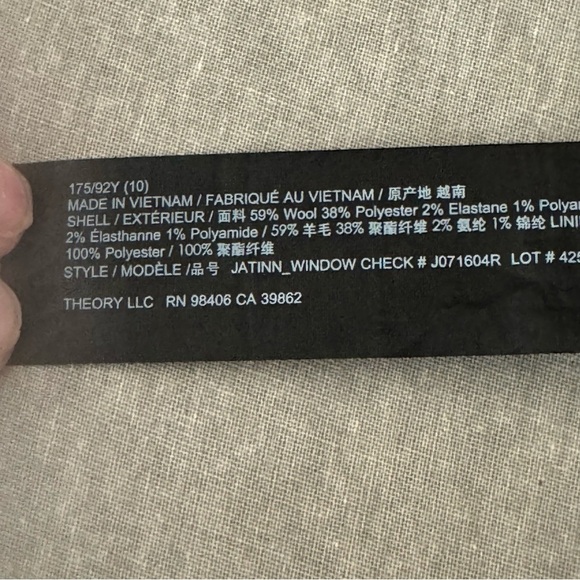 175/92Y (10)
MADE IN VIETNAM / FABRIQUÉ AU VIETNAM / 原产地 越南
SHELL / EXTÉRIEUR / 面料 59% Wool 38% Polyester 2% Elastane 1%
2% Élasthanne 1% Polyamide / 59% 羊毛 38% 聚酯纤维 2% 氨纶 1% 锦纶
100% Polyester / 100% 聚酯纤维
STYLE / MODÈLE /品号 JATINN_WINDOW CHECK # J071604R LOT #
THEORY LLC RN 98406 CA 39862